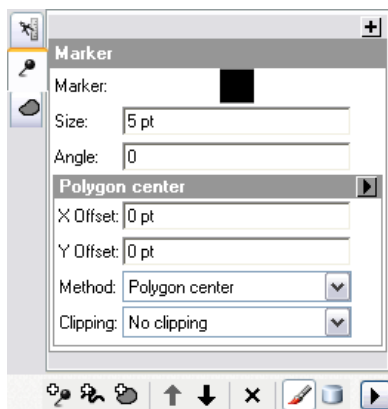 Marker
Marker:
Size: 5 pt
Angle: 0
Polygon center
X Offset: 0 pt
Y Offset: 0 pt
Method: Polygon center
Clipping: No clipping